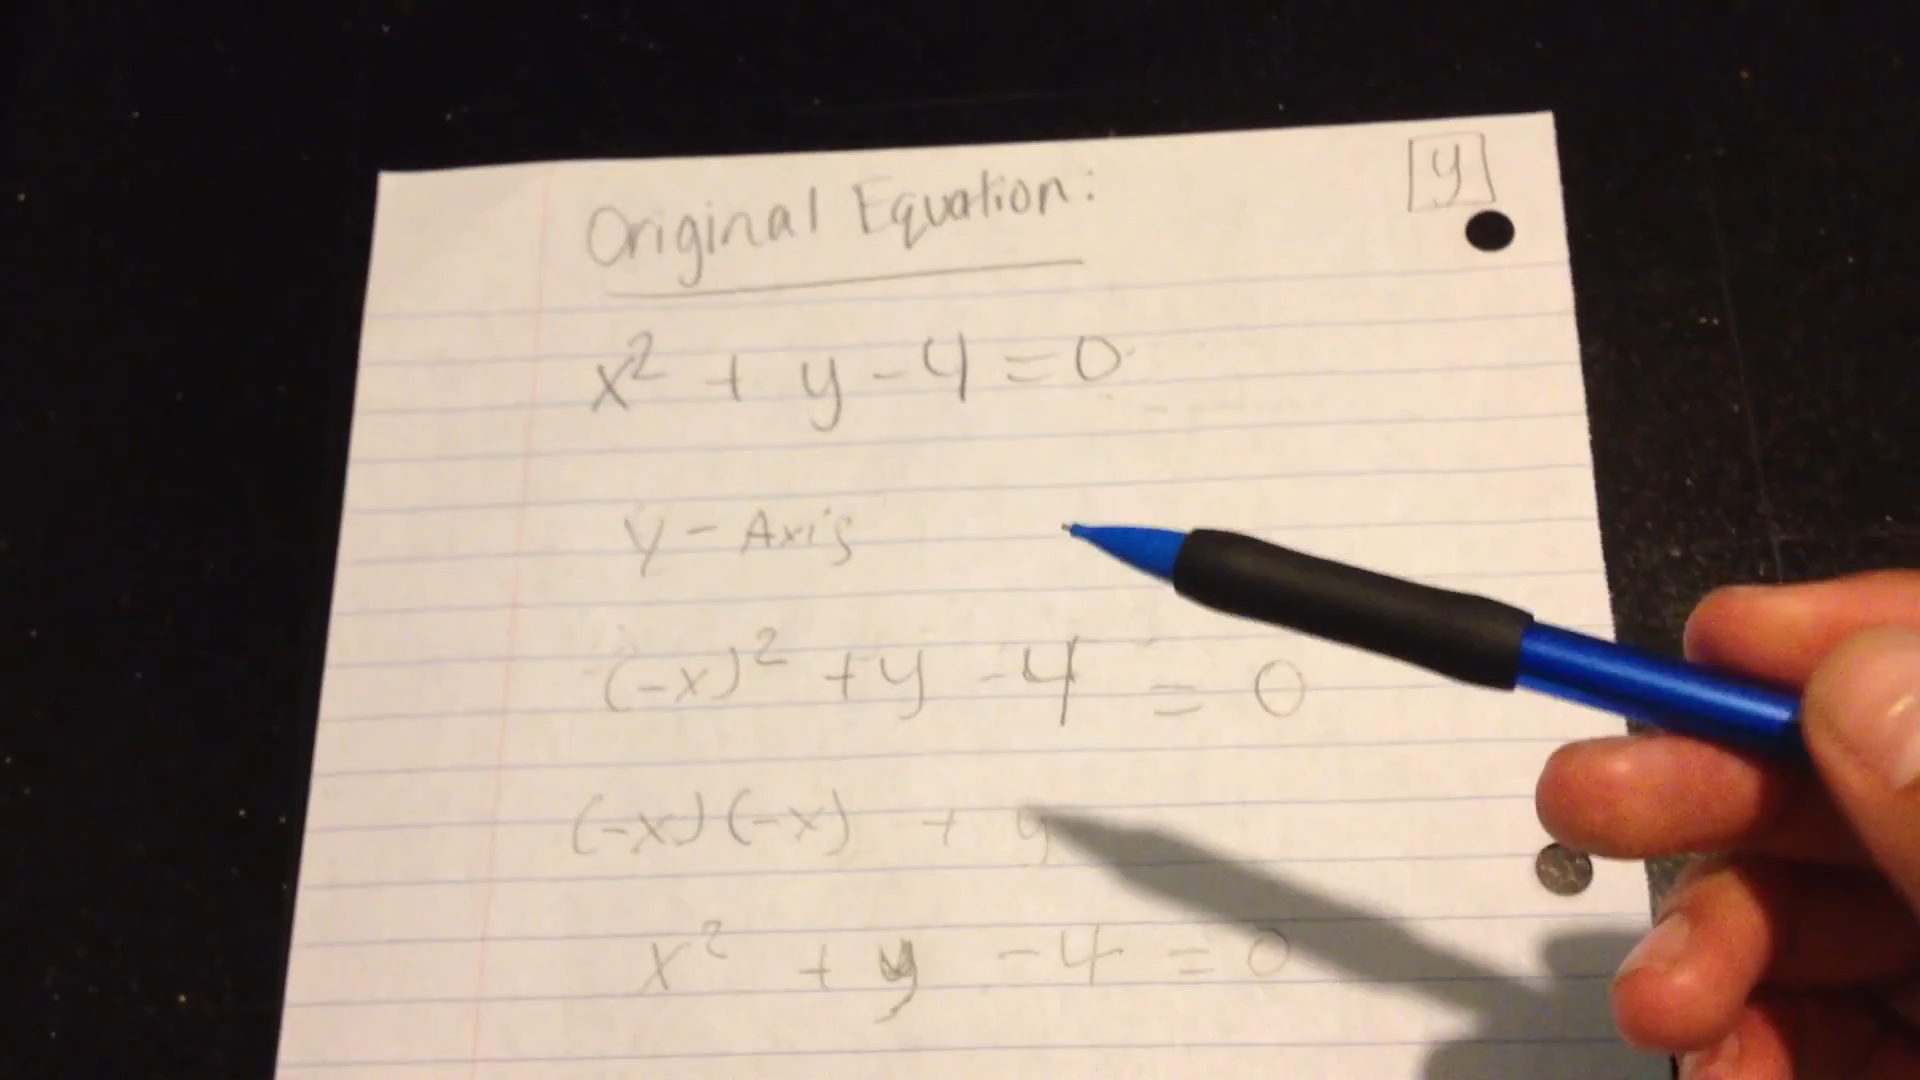 y
Original Equation:
x² + y - 4 = 0
y - Axis
(-x)² + y - 4 = 0
(-x)(-x) + y
x² + y - 4 = 0